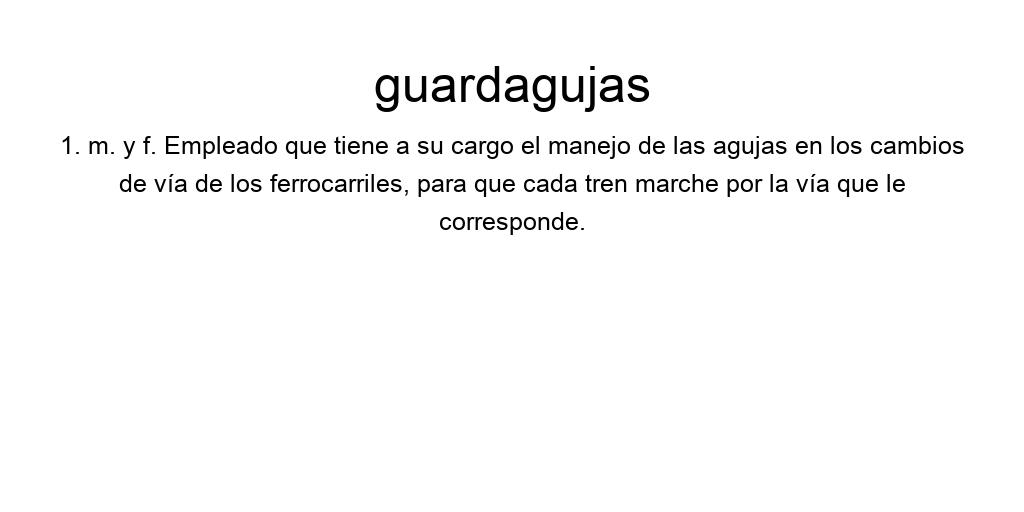 guardagujas
1. m. y f. Empleado que tiene a su cargo el manejo de las agujas en los cambios
de vía de los ferrocarriles, para que cada tren marche por la vía que le
corresponde.